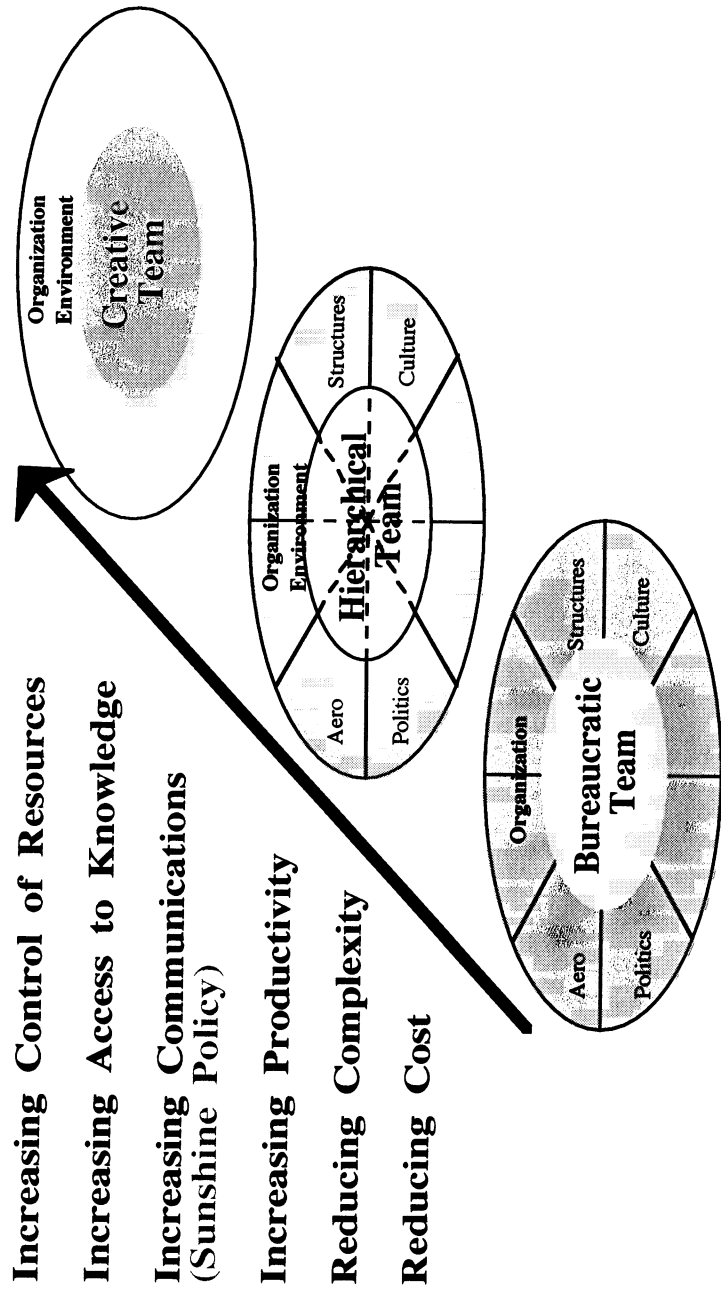 Increasing Control of Resources
Increasing Access to Knowledge
Increasing Communications
(Sunshine Policy)
Increasing Productivity
Reducing Complexity
Reducing Cost
Organization
Environment
Creative
Team
Organization
Environment
Structures
Culture
Hierarchical
Team
Aero
Politics
Organization
Structures
Culture
Bureaucratic
Team
Aero
Politics